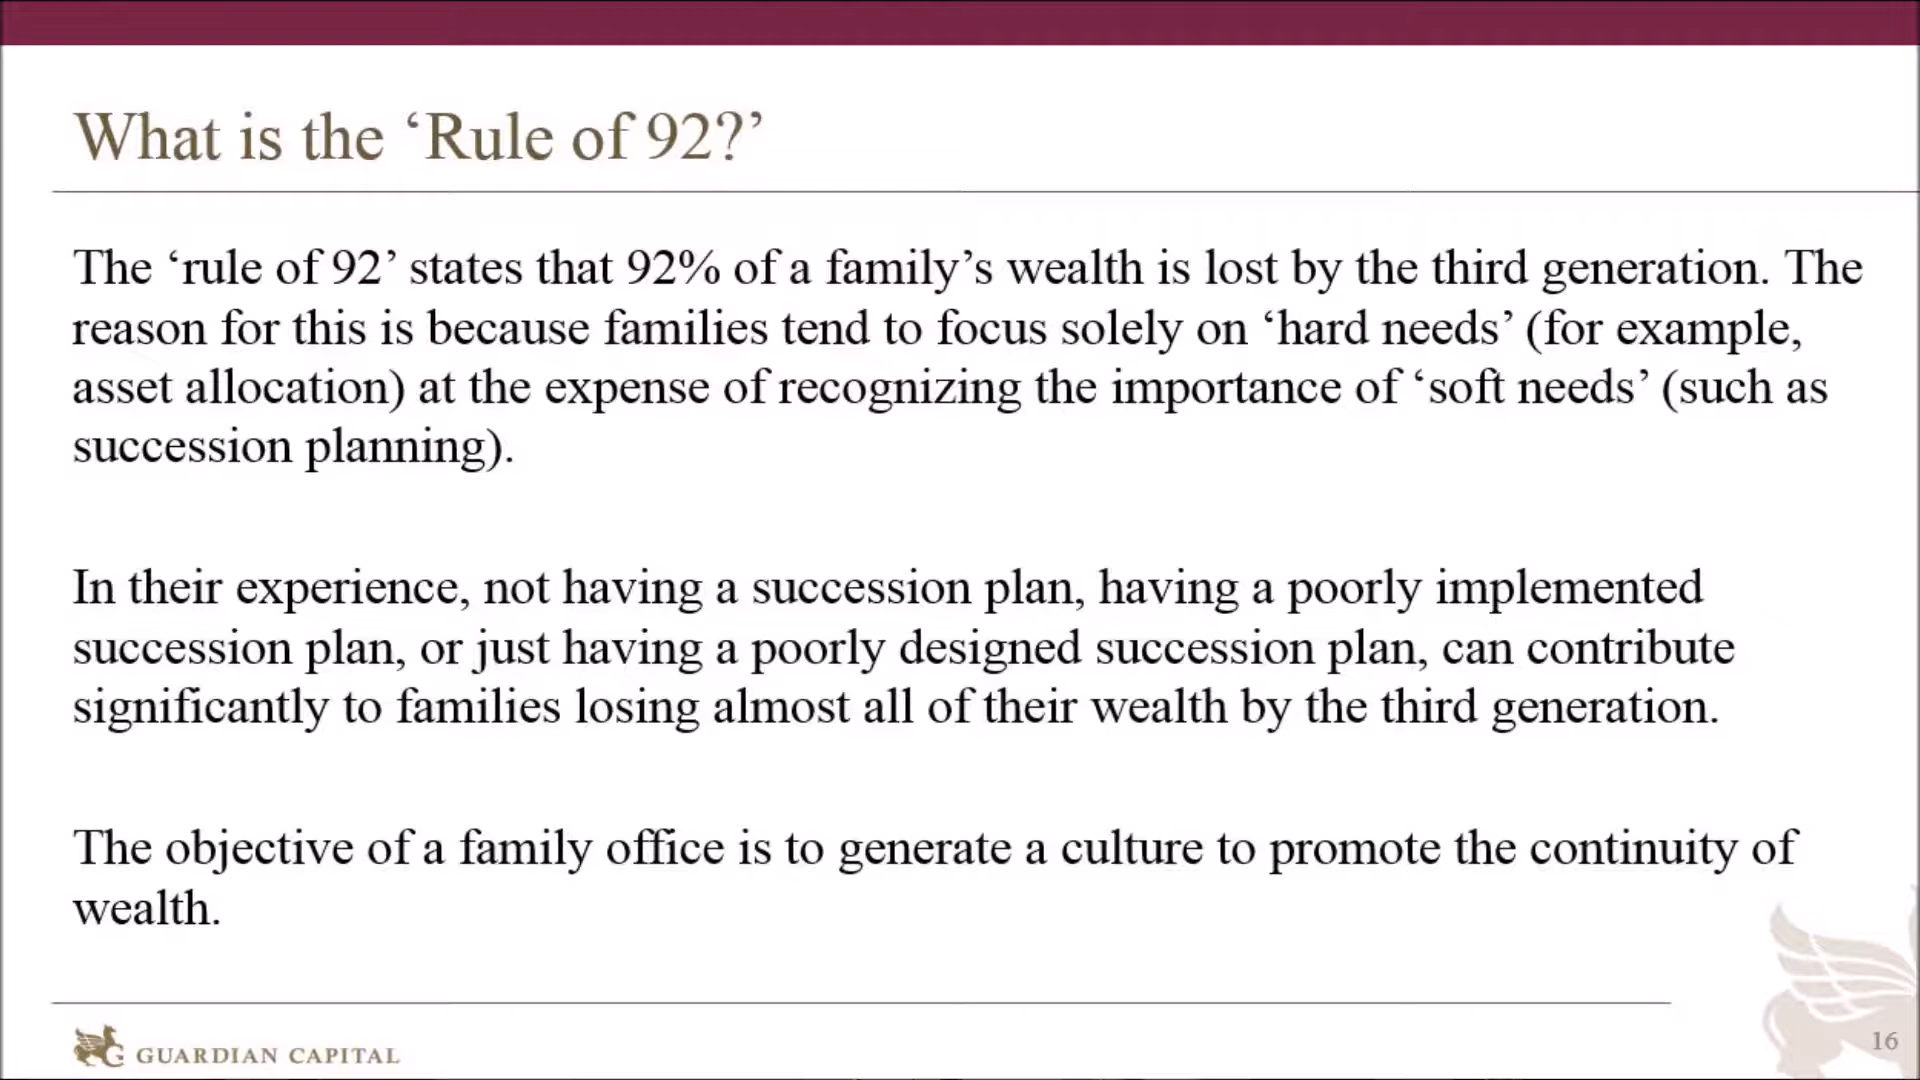 What is the ‘Rule of 92?’
The ‘rule of 92’ states that 92% of a family’s wealth is lost by the third generation. The
reason for this is because families tend to focus solely on ‘hard needs’ (for example,
asset allocation) at the expense of recognizing the importance of ‘soft needs’ (such as
succession planning).
In their experience, not having a succession plan, having a poorly implemented
succession plan, or just having a poorly designed succession plan, can contribute
significantly to families losing almost all of their wealth by the third generation.
The objective of a family office is to generate a culture to promote the continuity of
wealth.
GUARDIAN CAPITAL
16